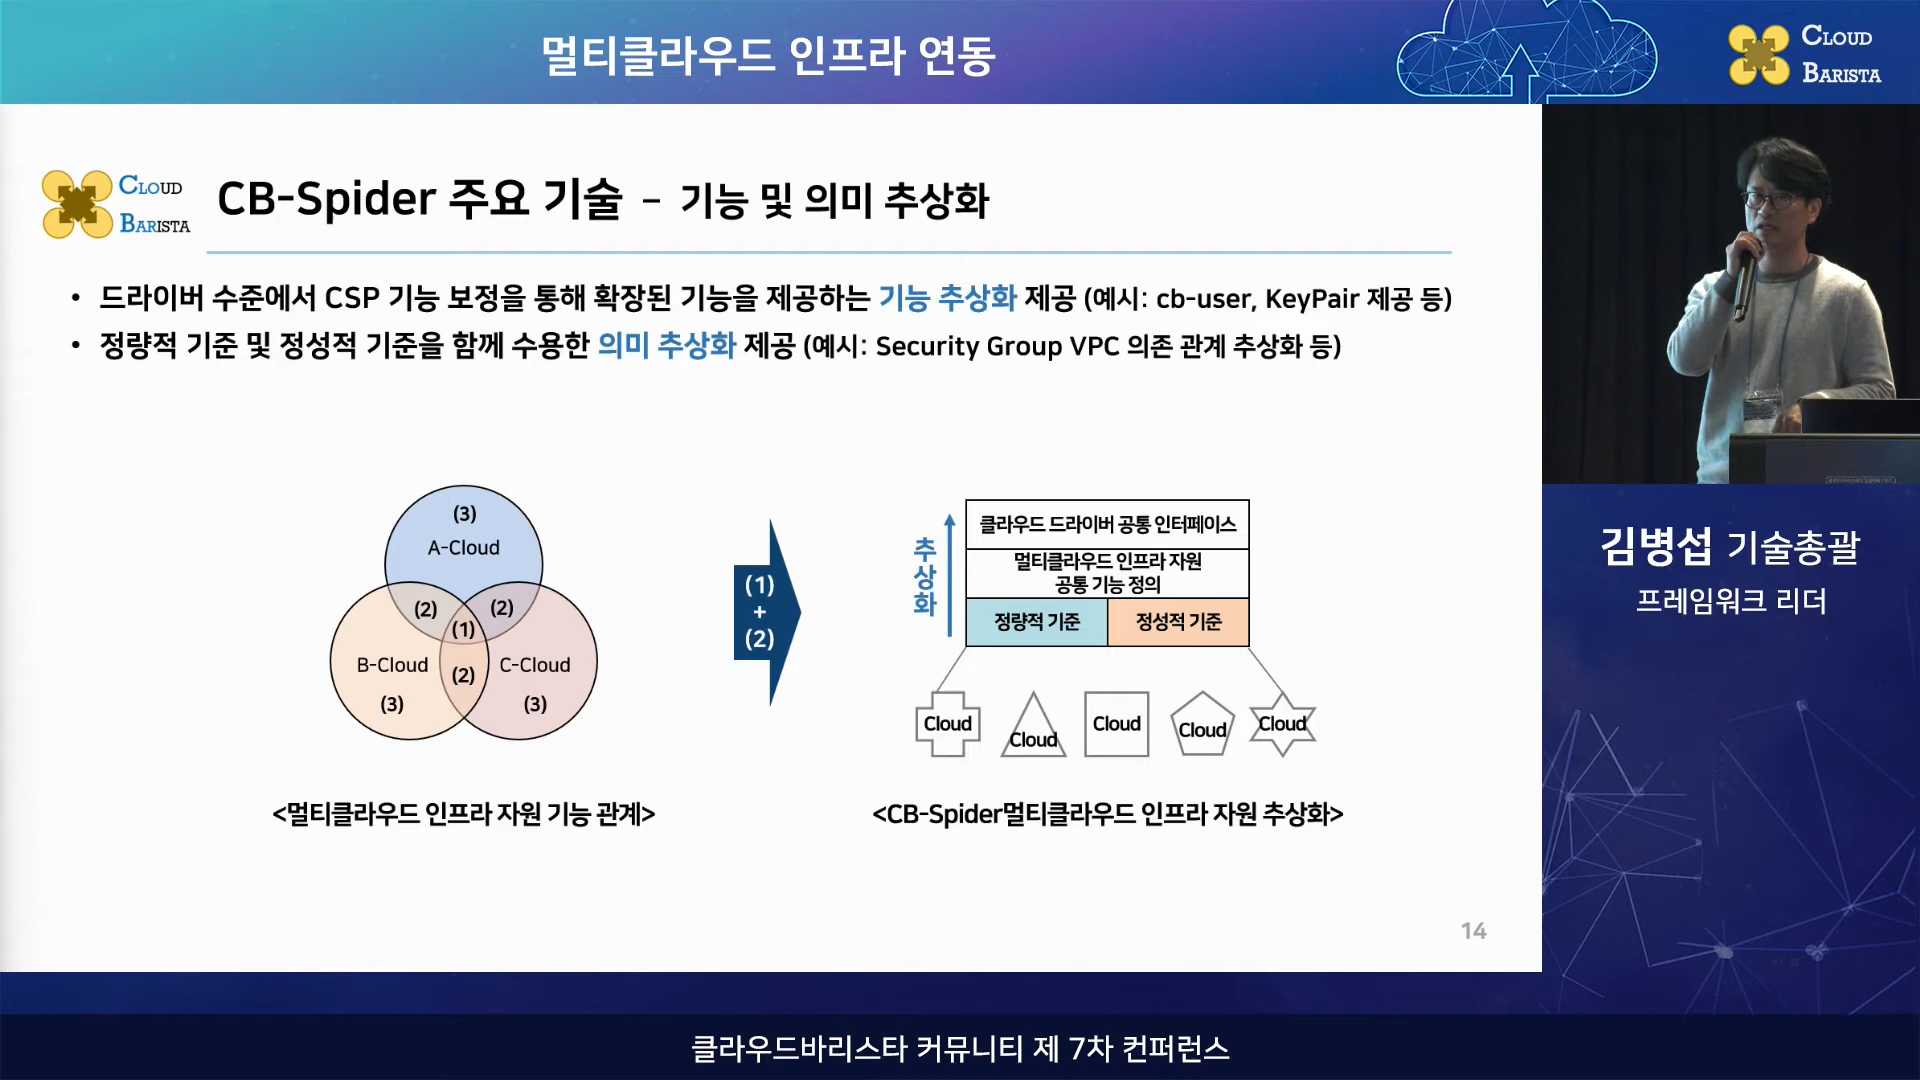 멀티클라우드 인프라 연동
CLOUD
BARISTA
CLOUD
BARISTA
CB-Spider 주요 기술 - 기능 및 의미 추상화
• 드라이버 수준에서 CSP 기능 보정을 통해 확장된 기능을 제공하는 기능 추상화 제공 (예시: cb-user, KeyPair 제공 등)
• 정량적 기준 및 정성적 기준을 함께 수용한 의미 추상화 제공 (예시: Security Group VPC 의존 관계 추상화 등)
(3)
A-Cloud
(2)
(2)
(1)
B-Cloud
C-Cloud
(2)
(3)
(3)
<멀티클라우드 인프라 자원 기능 관계>
(1)
+
(2)
추상화
클라우드 드라이버 공통 인터페이스
멀티클라우드 인프라 자원
공통 기능 정의
정량적 기준
정성적 기준
Cloud
Cloud
Cloud
Cloud
Cloud
<CB-Spider멀티클라우드 인프라 자원 추상화>
14
김병섭 기술총괄
프레임워크 리더
클라우드바리스타 커뮤니티 제 7차 컨퍼런스